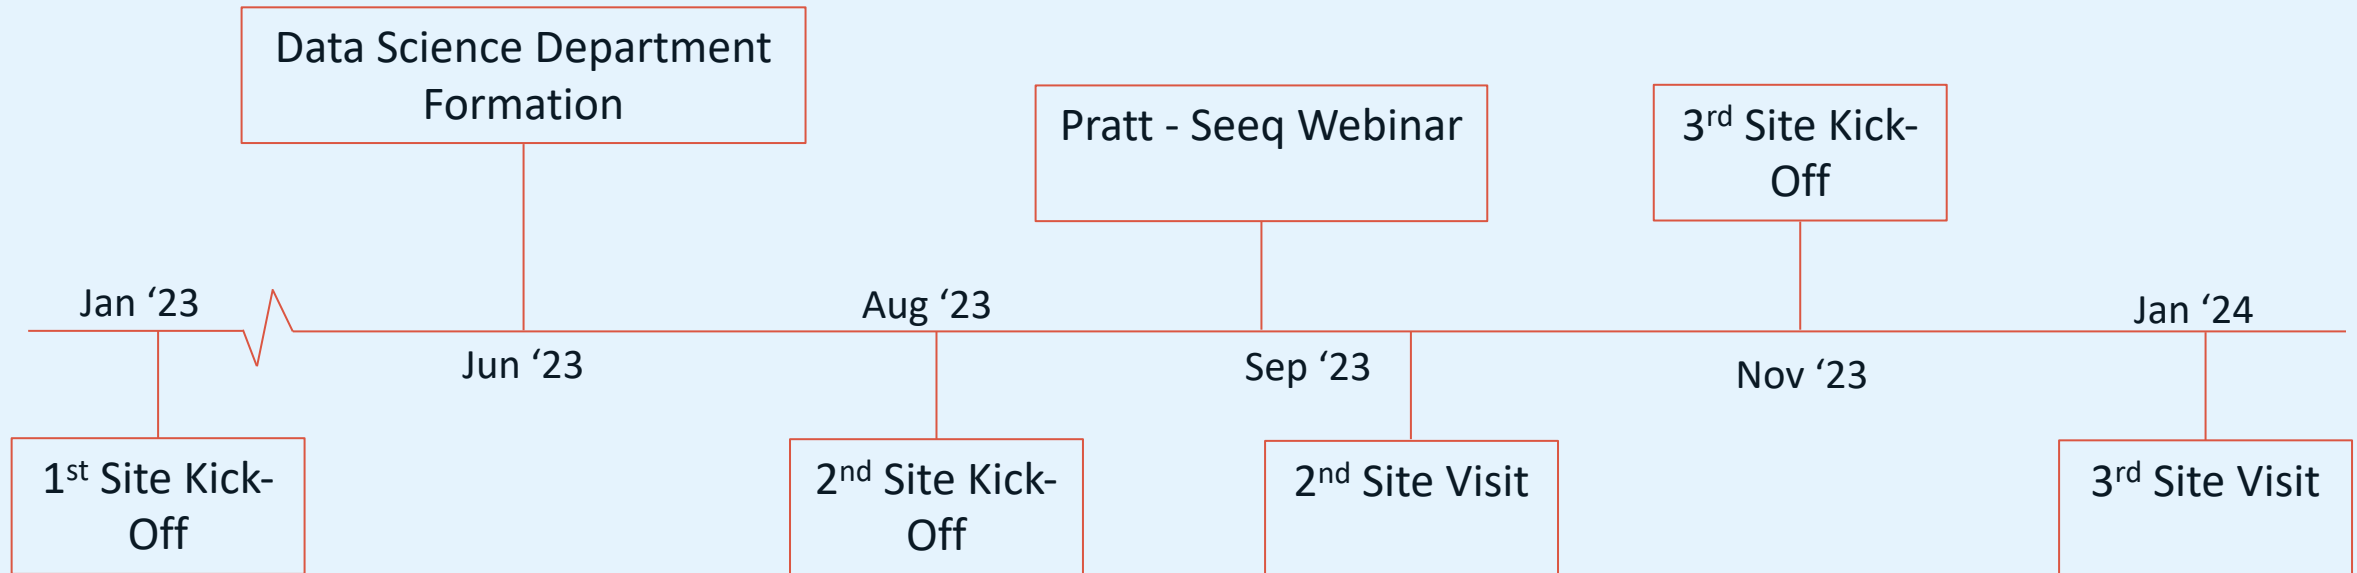 Data Science Department
Formation
Pratt - Seeq Webinar
3rd Site Kick-
Off
Jan ‘23
Aug ‘23
Jan ‘24
Jun ‘23
Sep ‘23
Nov ‘23
1st Site Kick-
Off
2nd Site Kick-
Off
2nd Site Visit
3rd Site Visit